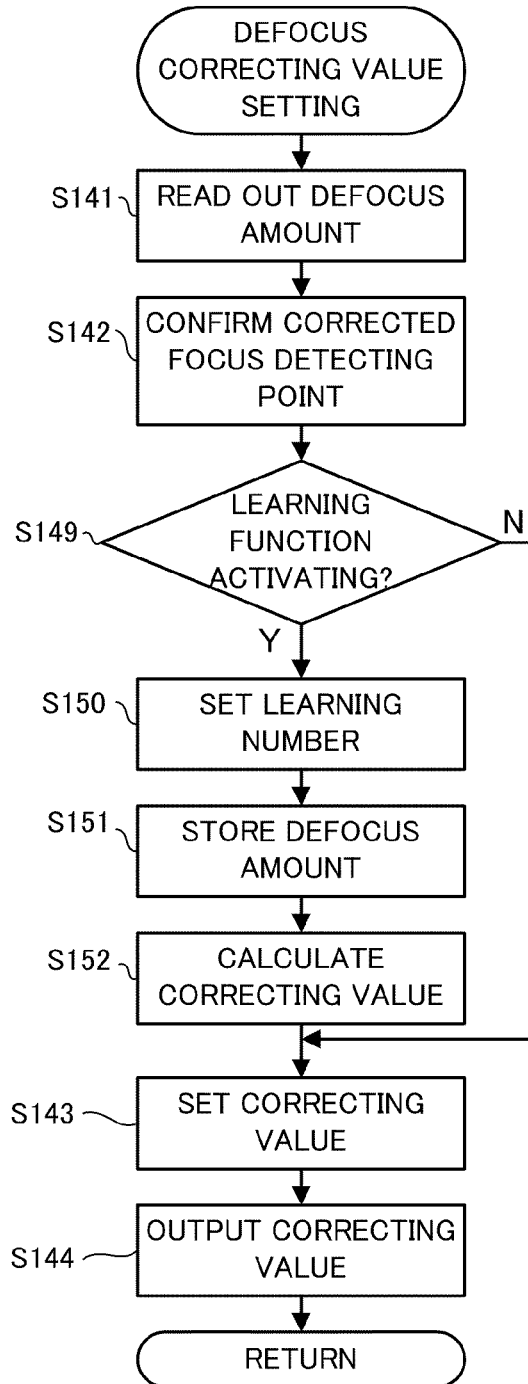 DEFOCUS
CORRECTING VALUE
SETTING
S141
READ OUT DEFOCUS
AMOUNT
S142
CONFIRM CORRECTED
FOCUS DETECTING
POINT
S149
LEARNING
FUNCTION
ACTIVATING?
N
Y
S150
SET LEARNING
NUMBER
S151
STORE DEFOCUS
AMOUNT
S152
CALCULATE
CORRECTING VALUE
S143
SET CORRECTING
VALUE
S144
OUTPUT CORRECTING
VALUE
RETURN